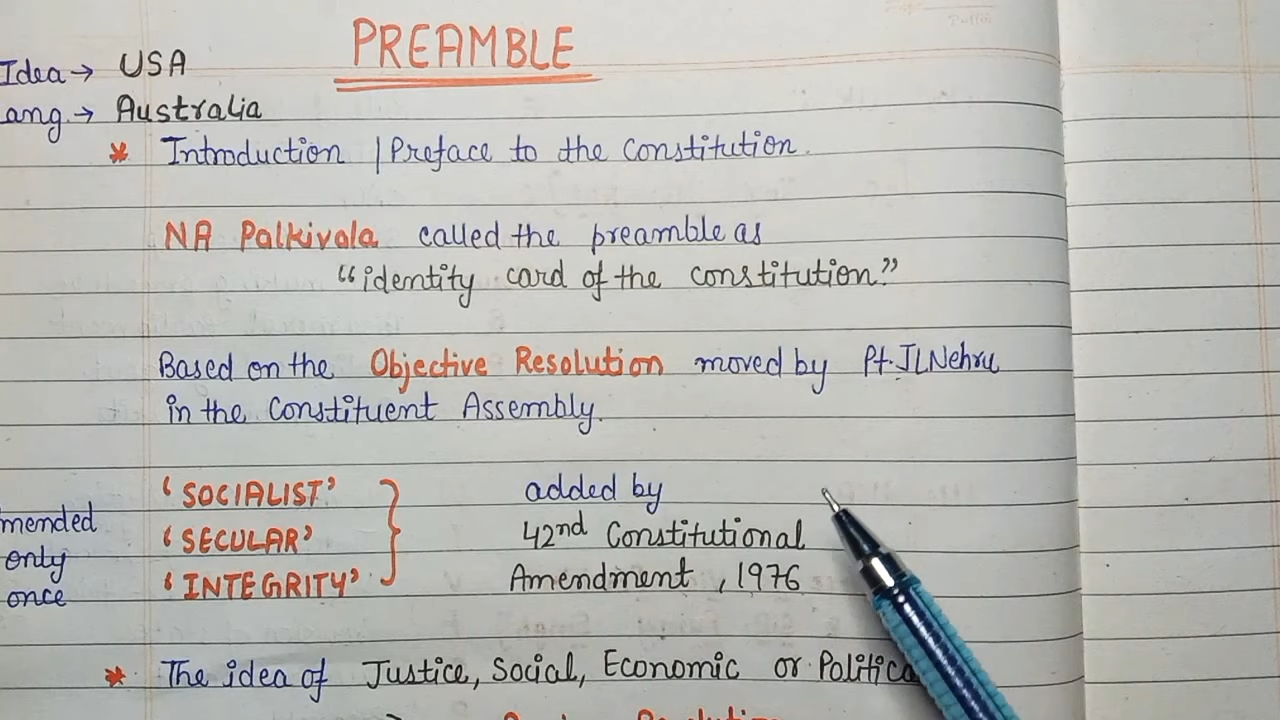 PREAMBLE
Idea → USA
ang. → Australia
* Introduction | Preface to the Constitution.
NA Palkivala called the preamble as
“identity card of the constitution.”
Based on the Objective Resolution moved by Pt. JL Nehru
in the Constituent Assembly.
‘SOCIALIST’ added by
mended ‘SECULAR’ 42nd Constitutional
only ‘INTEGRITY’ Amendment, 1976
once
* The idea of Justice, Social, Economic or Politica